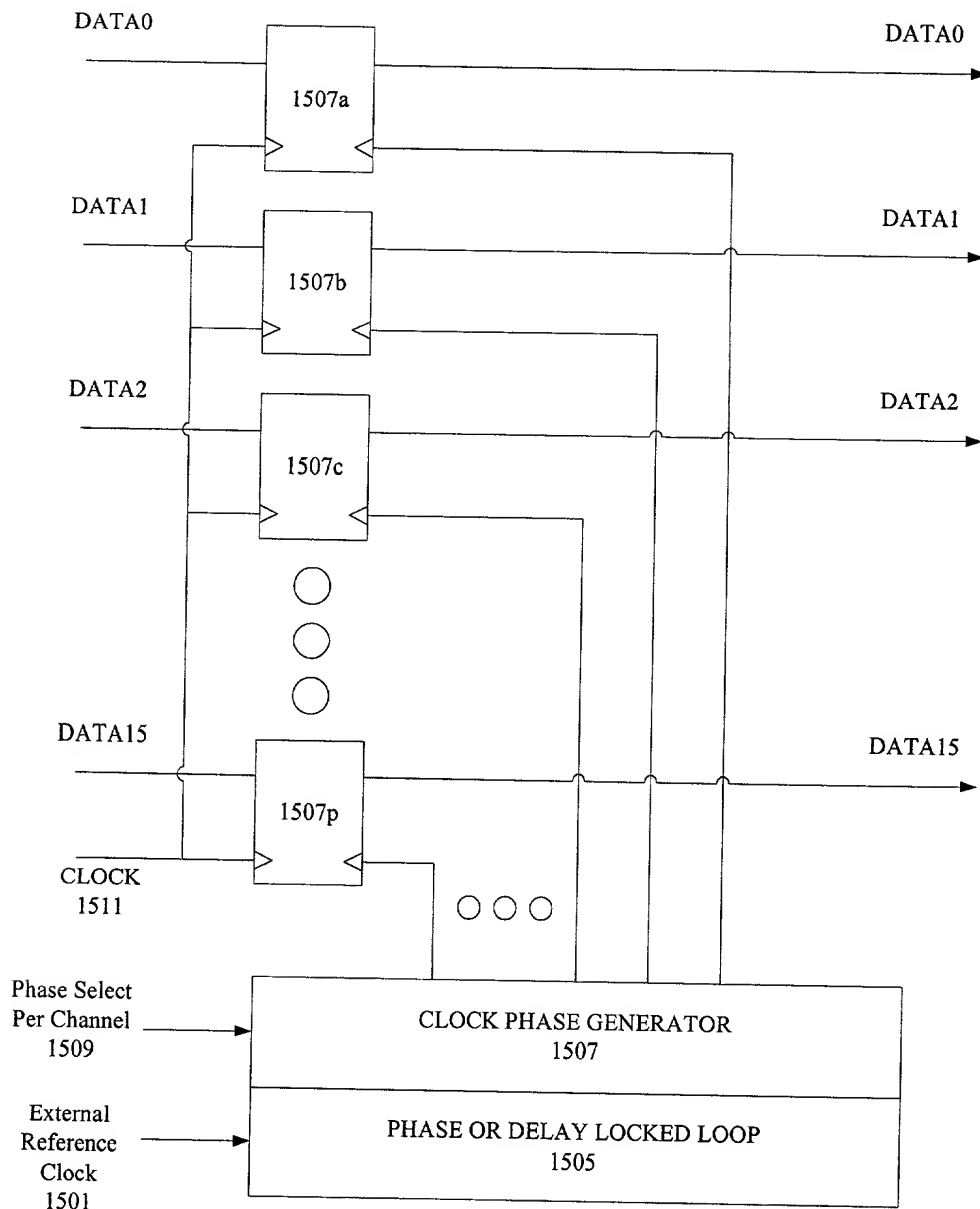 DATA0
DATA0
1507a
DATA1
DATA1
1507b
DATA2
DATA2
1507c
DATA15
DATA15
1507p
CLOCK
1511
Phase Select
Per Channel
1509
CLOCK PHASE GENERATOR
1507
External
Reference
Clock
1501
PHASE OR DELAY LOCKED LOOP
1505